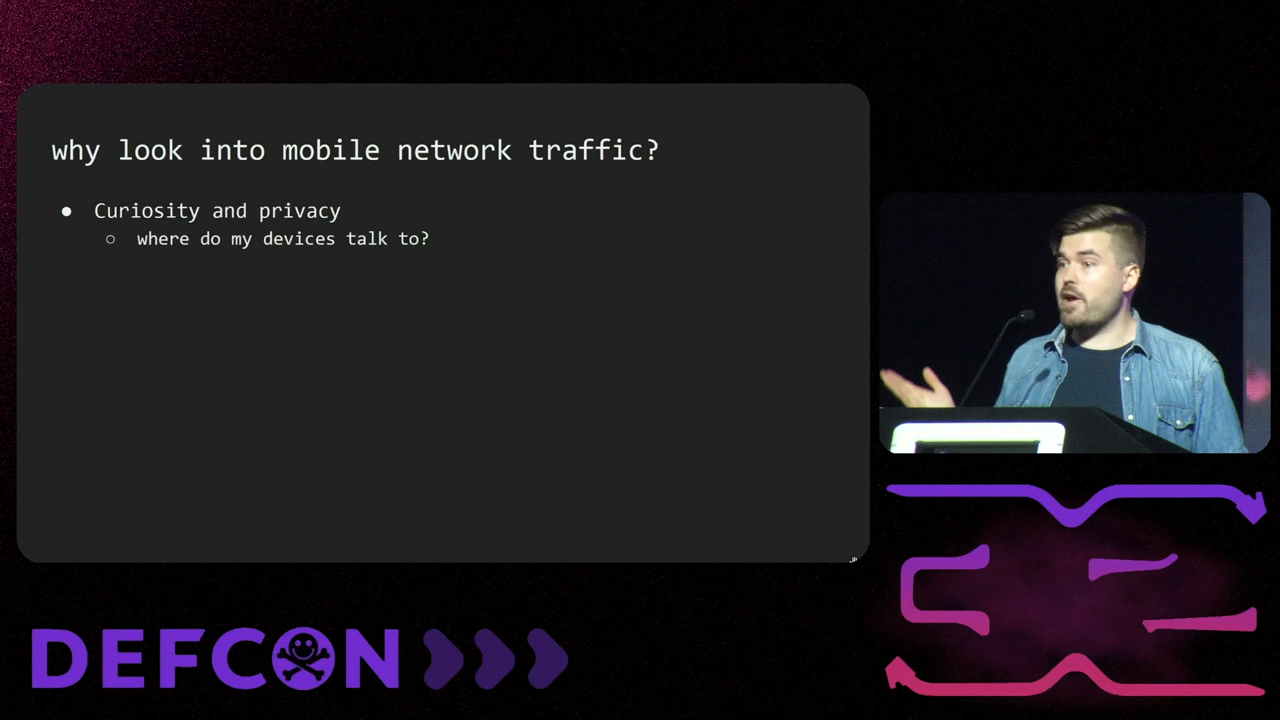 why look into mobile network traffic?
● Curiosity and privacy
○ where do my devices talk to?
DEFCON